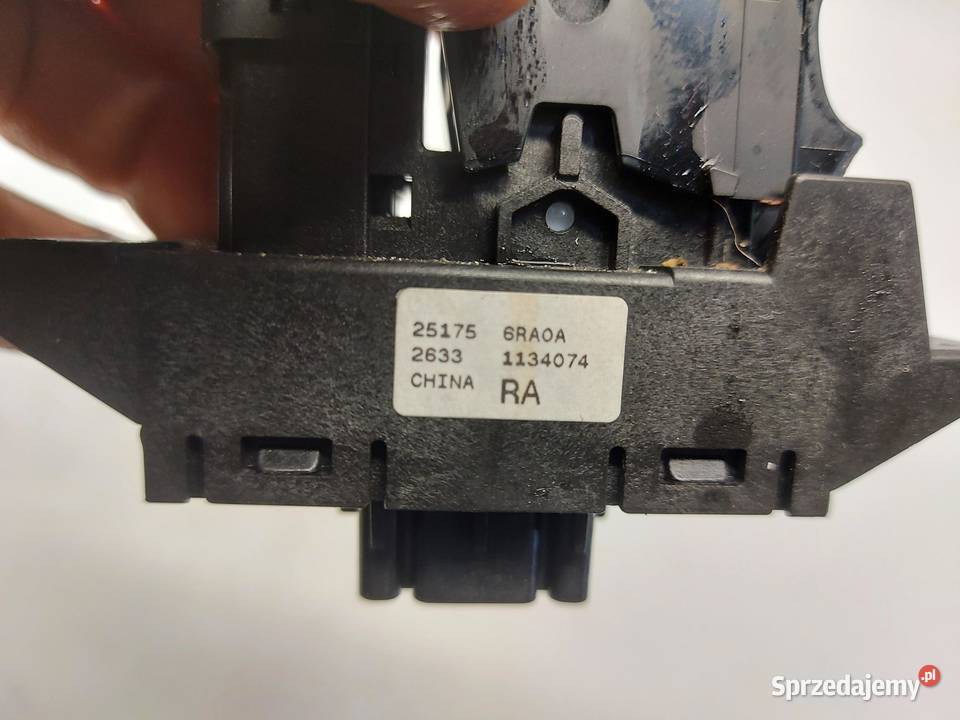 25175 6RA0A
2633 1134074
CHINA RA
Sprzedajemy.pl